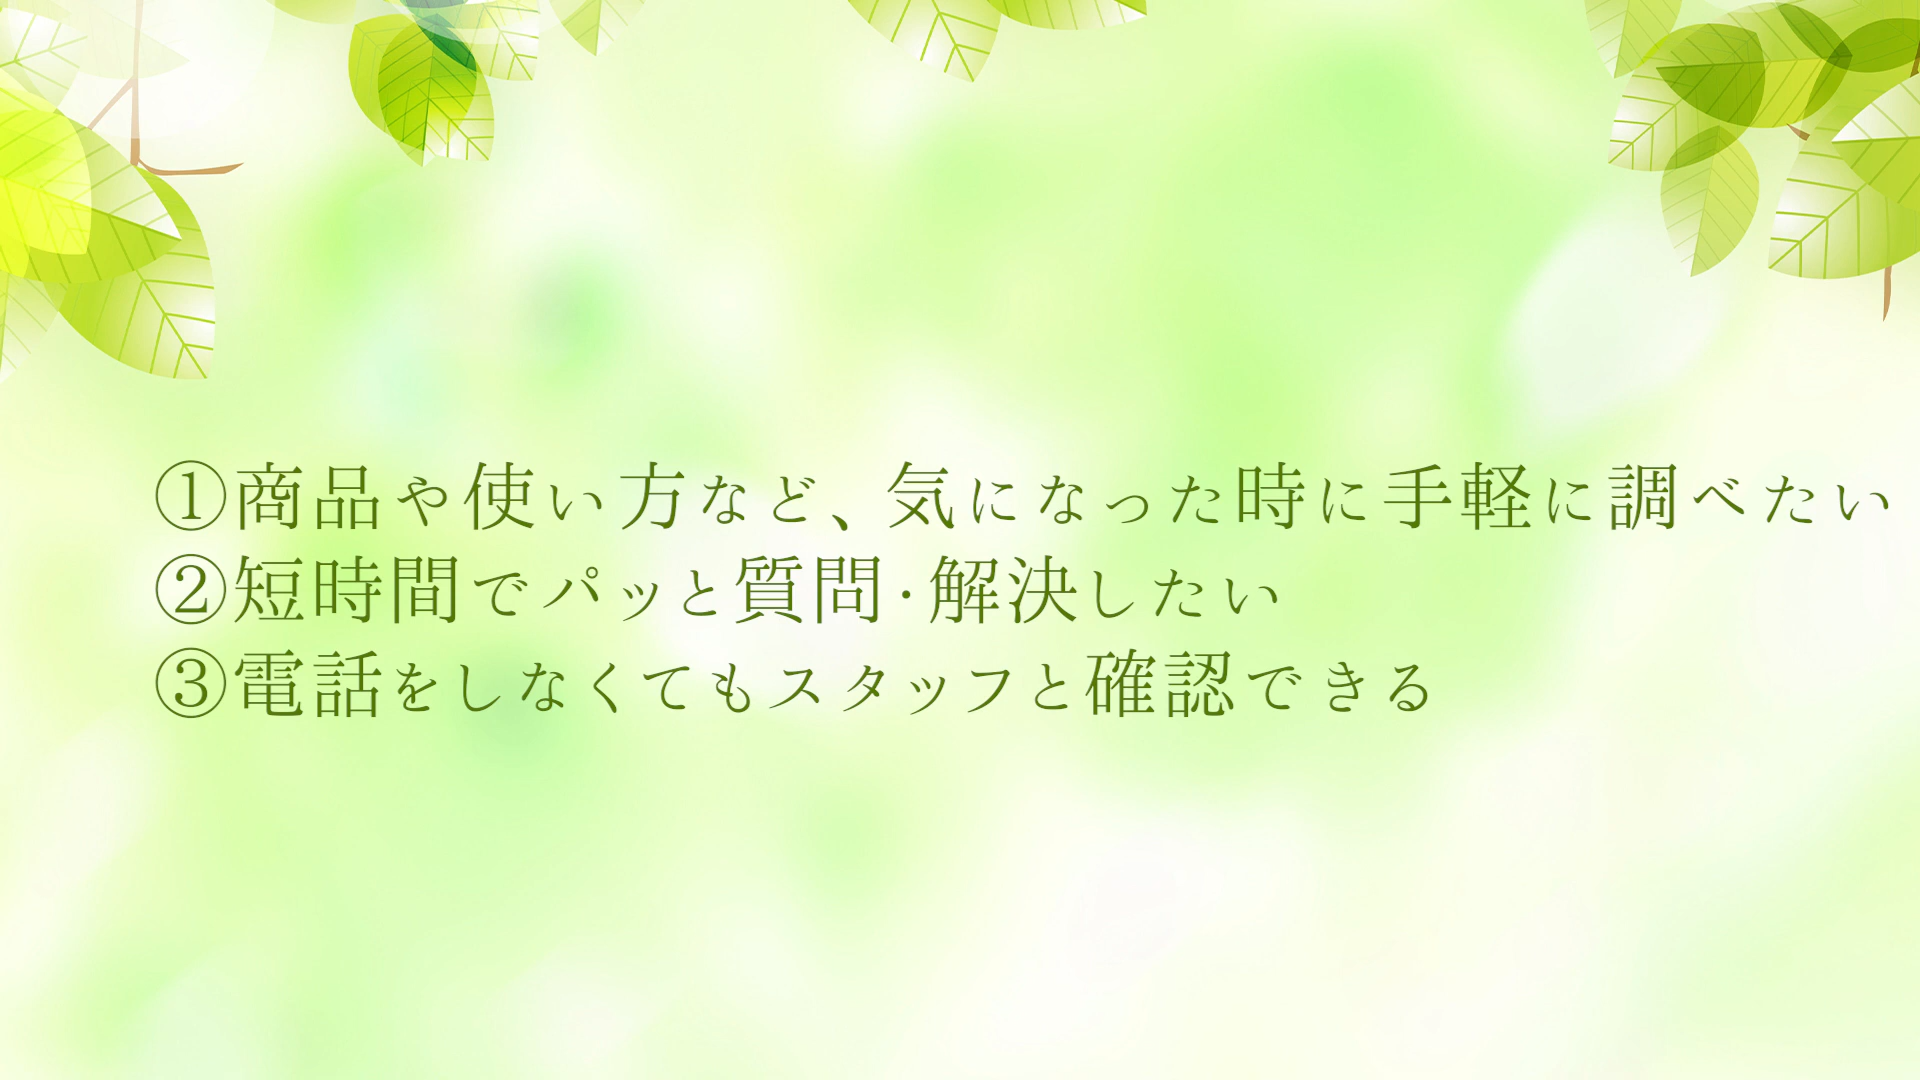 ①商品や使い方など、気になった時に手軽に調べたい
②短時間でパッと質問・解決したい
③電話をしなくてもスタッフと確認できる